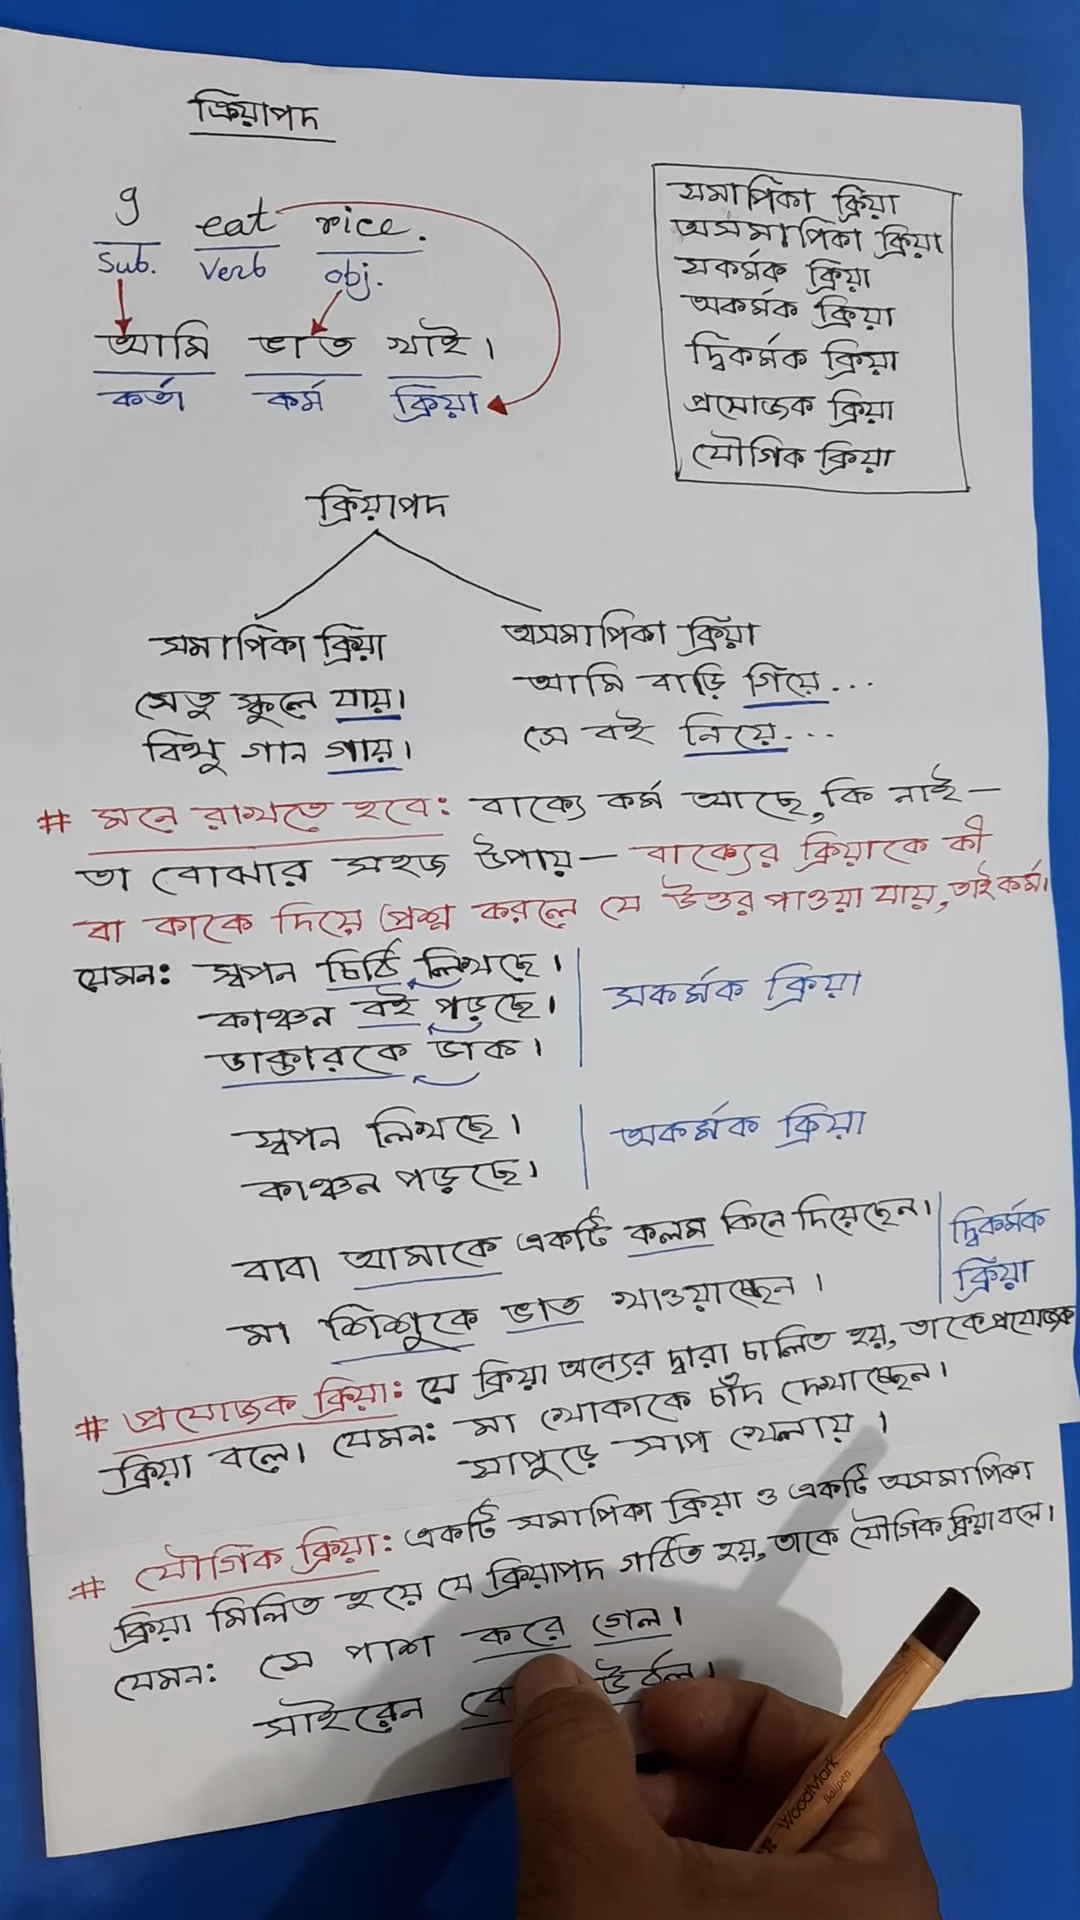 ক্রিয়াপদ
I eat rice.
Sub. Verb obj.
আমি ভাত খাই।
কর্তা কর্ম ক্রিয়া
সমাপিকা ক্রিয়া
অসমাপিকা ক্রিয়া
সকর্মক ক্রিয়া
অকর্মক ক্রিয়া
দ্বিকর্মক ক্রিয়া
প্রযোজক ক্রিয়া
যৌগিক ক্রিয়া
ক্রিয়াপদ
সমাপিকা ক্রিয়া
সেতু স্কুলে যায়।
বিথু গান গায়।
অসমাপিকা ক্রিয়া
আমি বাড়ি গিয়ে...
সে বই নিয়ে...
# মনে রাখতে হবে: বাক্যে কর্ম আছে, কি নাই—
তা বোঝার সহজ উপায়— বাক্যের ক্রিয়াকে কী
বা কাকে দিয়ে প্রশ্ন করলে যে উত্তর পাওয়া যায়, তাই কর্ম।
যেমন: স্বপন চিঠি লিখছে।
কাঞ্চন বই পড়ছে।
ডাক্তারকে ডাক।
সকর্মক ক্রিয়া
স্বপন লিখছে।
কাঞ্চন পড়ছে।
অকর্মক ক্রিয়া
বাবা আমাকে একটি কলম কিনে দিয়েছেন।
মা শিশুকে ভাত খাওয়াচ্ছেন।
দ্বিকর্মক
ক্রিয়া
# প্রযোজক ক্রিয়া: যে ক্রিয়া অন্যের দ্বারা চালিত হয়, তাকে প্রযোজক
ক্রিয়া বলে। যেমন: মা খোকাকে চাঁদ দেখাচ্ছেন।
সাপুড়ে সাপ খেলায়।
# যৌগিক ক্রিয়া: একটি সমাপিকা ক্রিয়া ও একটি অসমাপিকা
ক্রিয়া মিলিত হয়ে যে ক্রিয়াপদ গঠিত হয়, তাকে যৌগিক ক্রিয়া বলে।
যেমন: সে পাশ করে গেল।
সাইরেন উঠল।
WoodMark
Ballpen